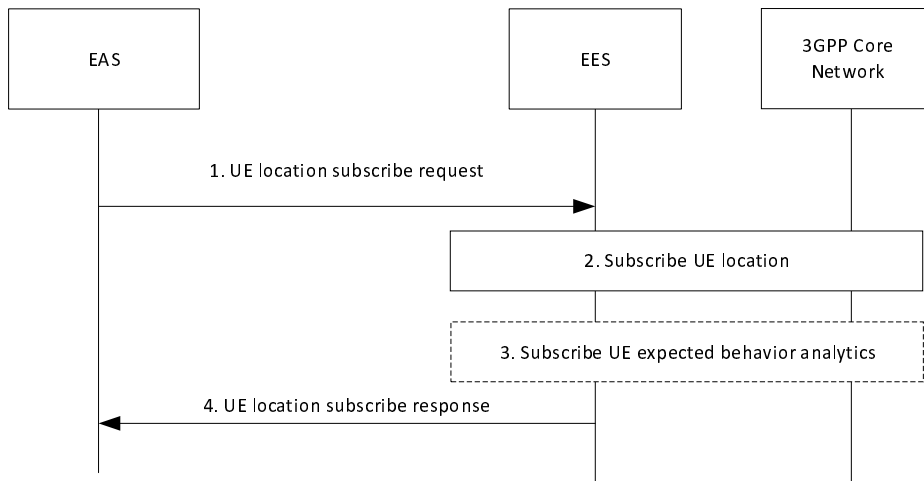 EAS
EES
3GPP Core
Network
1. UE location subscribe request
2. Subscribe UE location
3. Subscribe UE expected behavior analytics
4. UE location subscribe response